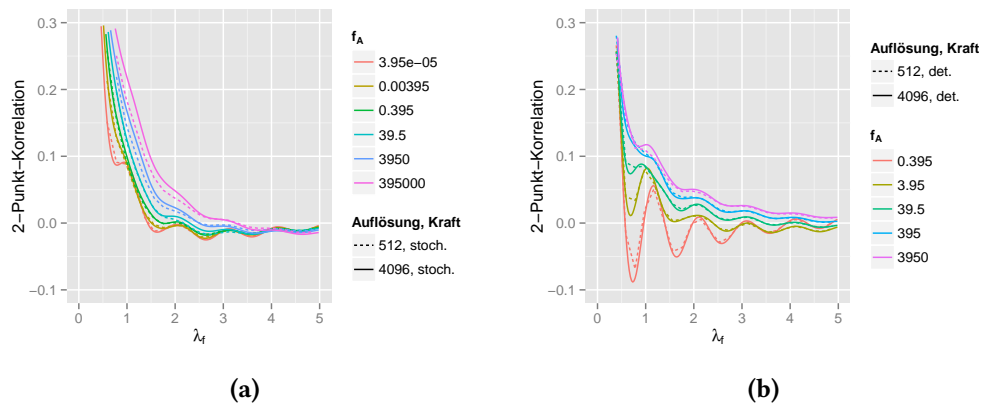 0.3
0.2
0.1
0.0
−0.1
2−Punkt−Korrelation
0 1 2 3 4 5
λf
fA
3.95e−05
0.00395
0.395
39.5
3950
395000
Auflösung, Kraft
512, stoch.
4096, stoch.
(a)
0.3
0.2
0.1
0.0
−0.1
2−Punkt−Korrelation
0 1 2 3 4 5
λf
Auflösung, Kraft
512, det.
4096, det.
fA
0.395
3.95
39.5
395
3950
(b)